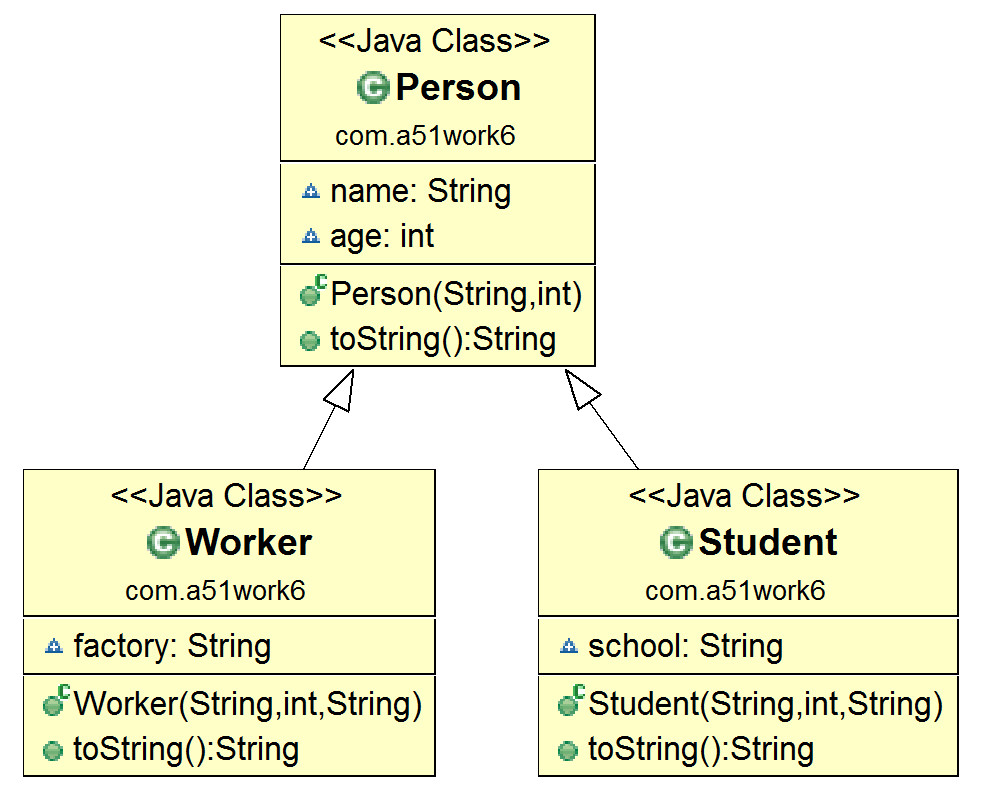 <<Java Class>>
Person
com.a51work6
name: String
age: int
Person(String,int)
toString():String
<<Java Class>>
Worker
com.a51work6
factory: String
Worker(String,int,String)
toString():String
<<Java Class>>
Student
com.a51work6
school: String
Student(String,int,String)
toString():String